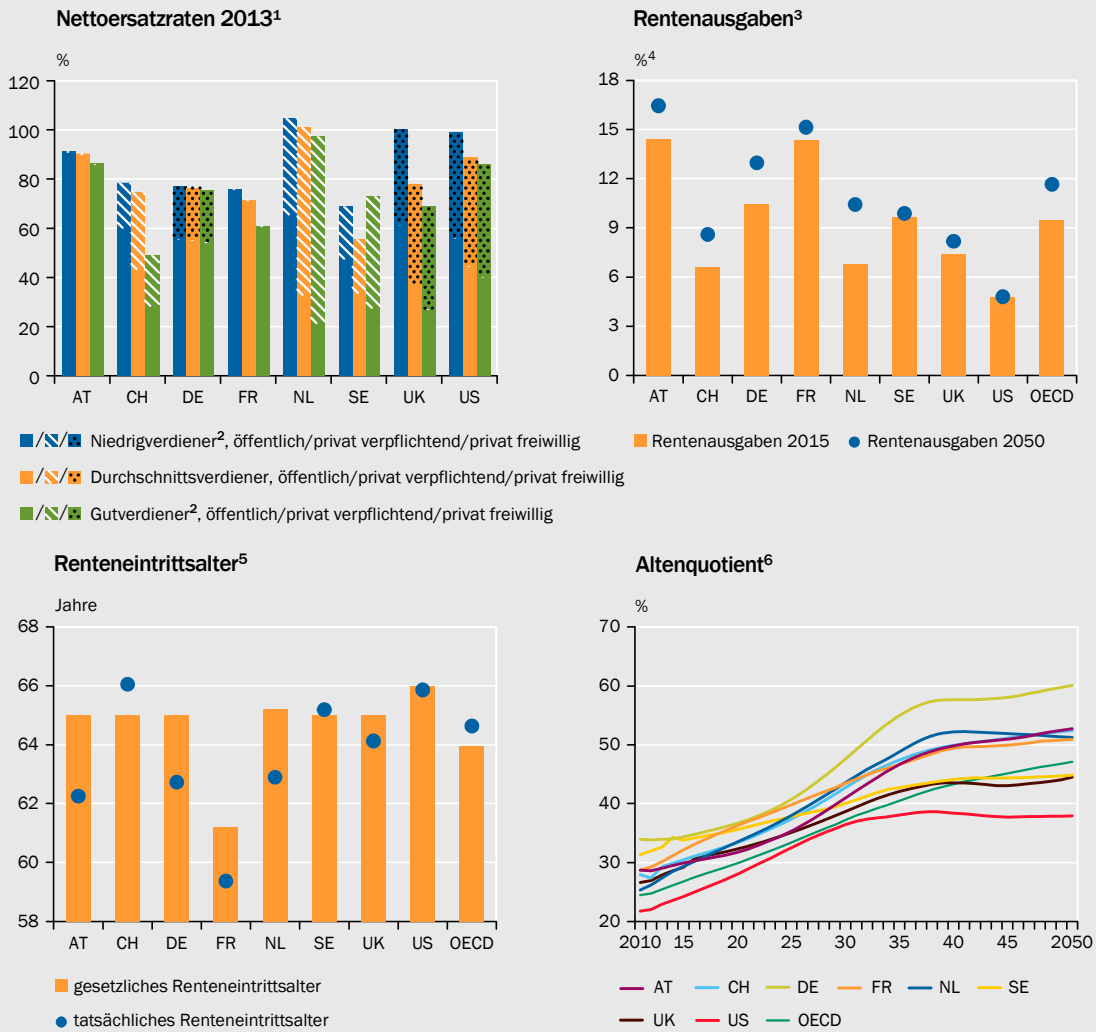 Nettoersatzraten 2013¹
%
120
100
80
60
40
20
0
AT CH DE FR NL SE UK US
/ / Niedrigverdiener², öffentlich/privat verpflichtend/privat freiwillig
/ / Durchschnittsverdiener, öffentlich/privat verpflichtend/privat freiwillig
/ / Gutverdiener², öffentlich/privat verpflichtend/privat freiwillig
Rentenausgaben³
%⁴
18
15
12
9
6
3
0
AT CH DE FR NL SE UK US OECD
Rentenausgaben 2015 Rentenausgaben 2050
Renteneintrittsalter⁵
Jahre
68
66
64
62
60
58
AT CH DE FR NL SE UK US OECD
gesetzliches Renteneintrittsalter
tatsächliches Renteneintrittsalter
Altenquotient⁶
%
70
60
50
40
30
20
2010 15 20 25 30 35 40 45 2050
AT CH DE FR NL SE
UK US OECD